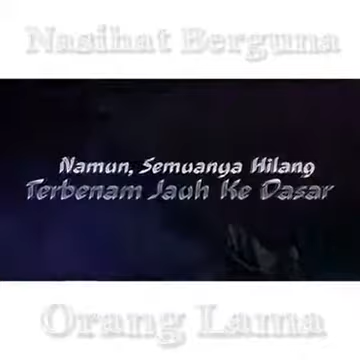 Nasihat Berguna
Namun, Semuanya Hilang
Terbenam Jauh Ke Dasar
Orang Lama